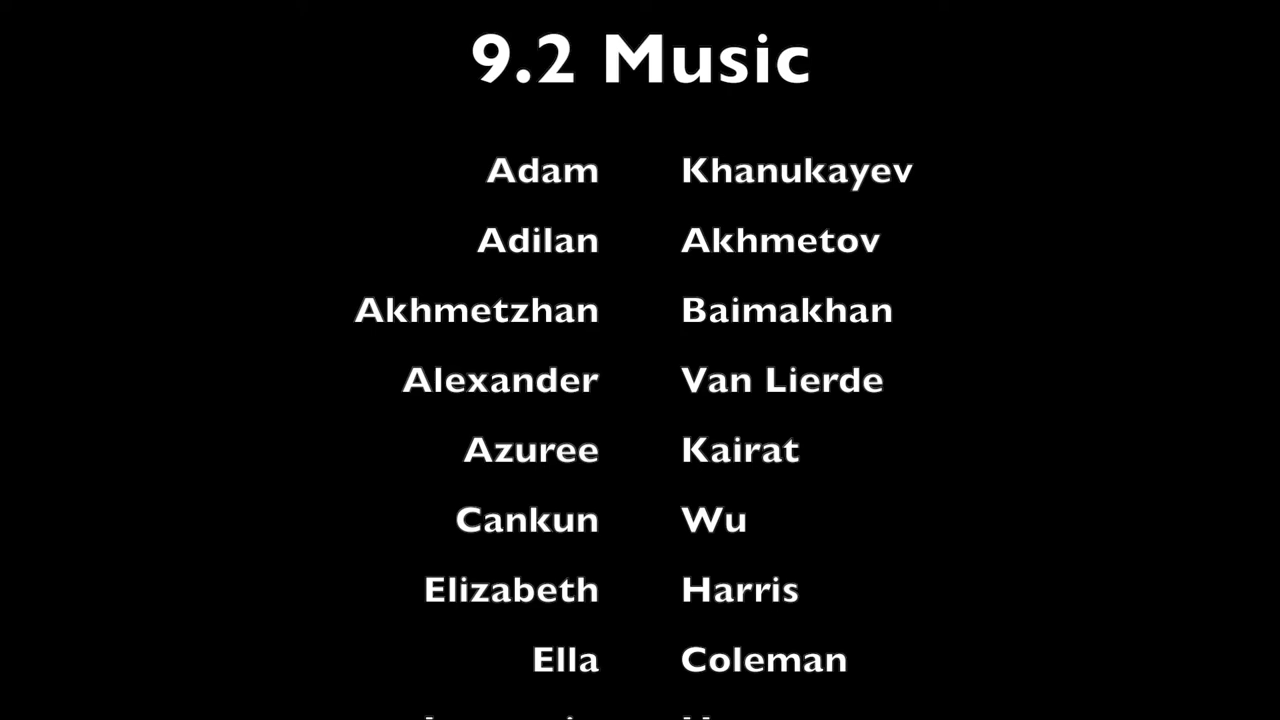 9.2 Music
Adam Khanukayev
Adilan Akhmetov
Akhmetzhan Baimakhan
Alexander Van Lierde
Azuree Kairat
Cankun Wu
Elizabeth Harris
Ella Coleman